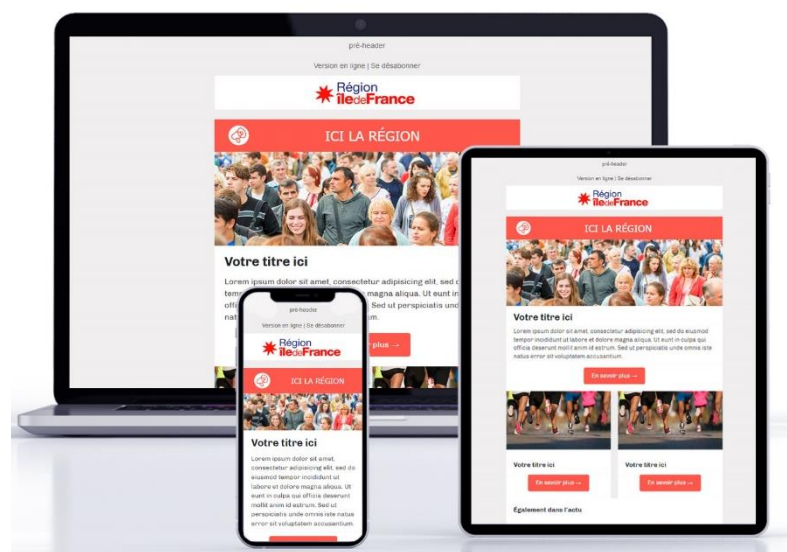 pré-header
Version en ligne | Se désabonner
Région
îledeFrance
ICI LA RÉGION
Votre titre ici
Lorem ipsum dolor sit amet, consectetur adipisicing elit, sed
magna aliqua. Ut eunt in
Sed ut perspiciatis unde
plus →
pré-header
Version en ligne | Se désabonner
Région
îledeFrance
ICI LA RÉGION
Votre titre ici
Lorem ipsum dolor sit amet,
consectetur adipisicing elit, sed do
eiusmod tempor incididunt ut
labore et dolore magna aliqua. Ut
eunt in culpa qui officia deserunt
mollit anim id estrum. Sed ut
perspiciatis unde omnis iste natus
error sit voluptatem accusantium.
pré-header
Version en ligne | Se désabonner
Région
îledeFrance
ICI LA RÉGION
Votre titre ici
Lorem ipsum dolor sit amet, consectetur adipisicing elit, sed do eiusmod
tempor incididunt ut labore et dolore magna aliqua. Ut eunt in culpa qui
officia deserunt mollit anim id estrum. Sed ut perspiciatis unde omnis iste
natus error sit voluptatem accusantium.
En savoir plus →
Votre titre ici
Votre titre ici
En savoir plus →
En savoir plus →
Également dans l'actu